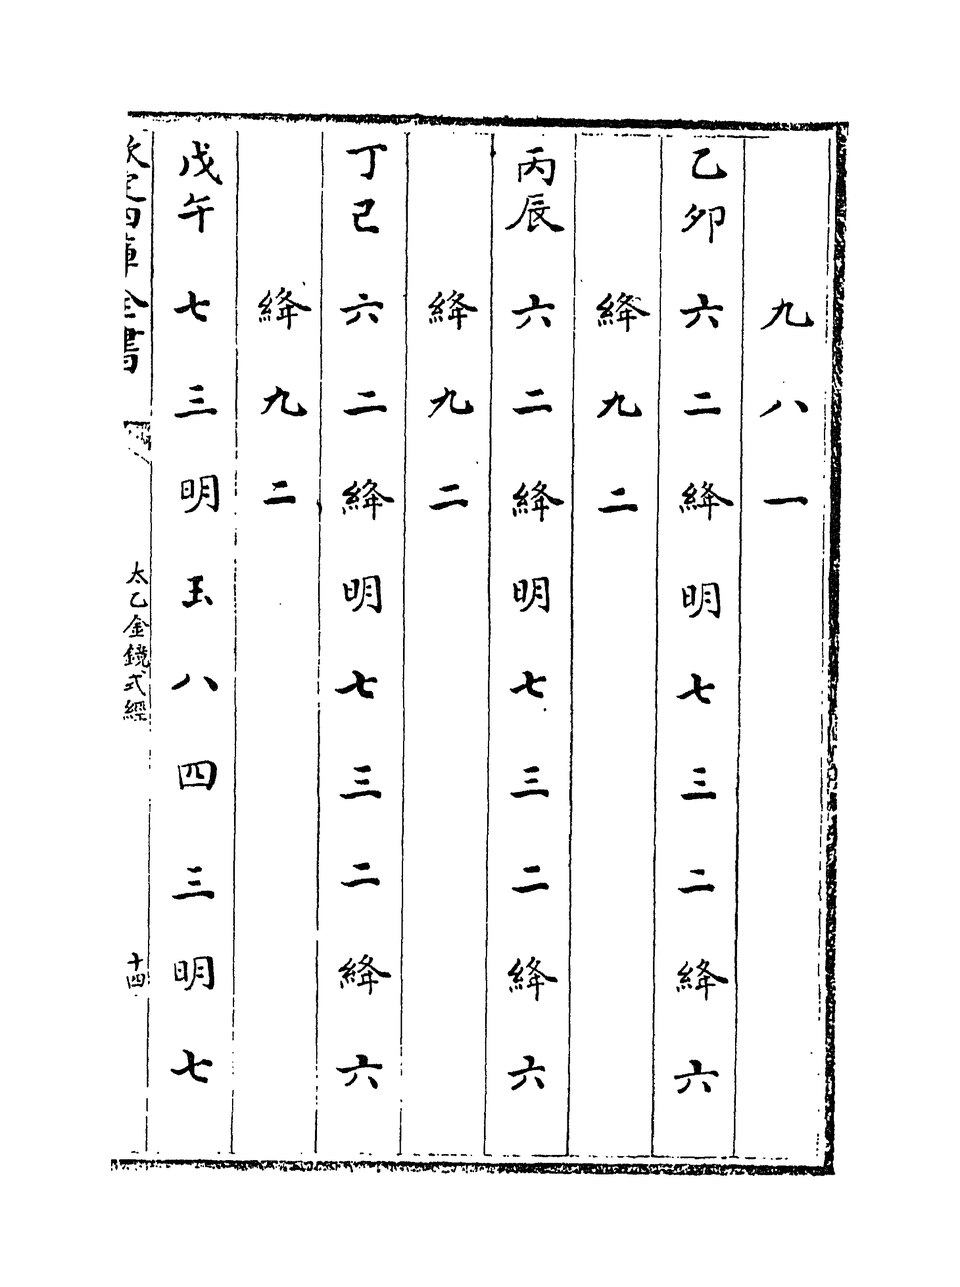 九八一
乙卯六二絳明七三二絳六
絳九二
丙辰六二絳明七三二絳六
絳九二
丁巳六二絳明七三二絳六
絳九二
戊午七三明玉八四三明七
欽定四庫全書
太乙金鏡式經
十四